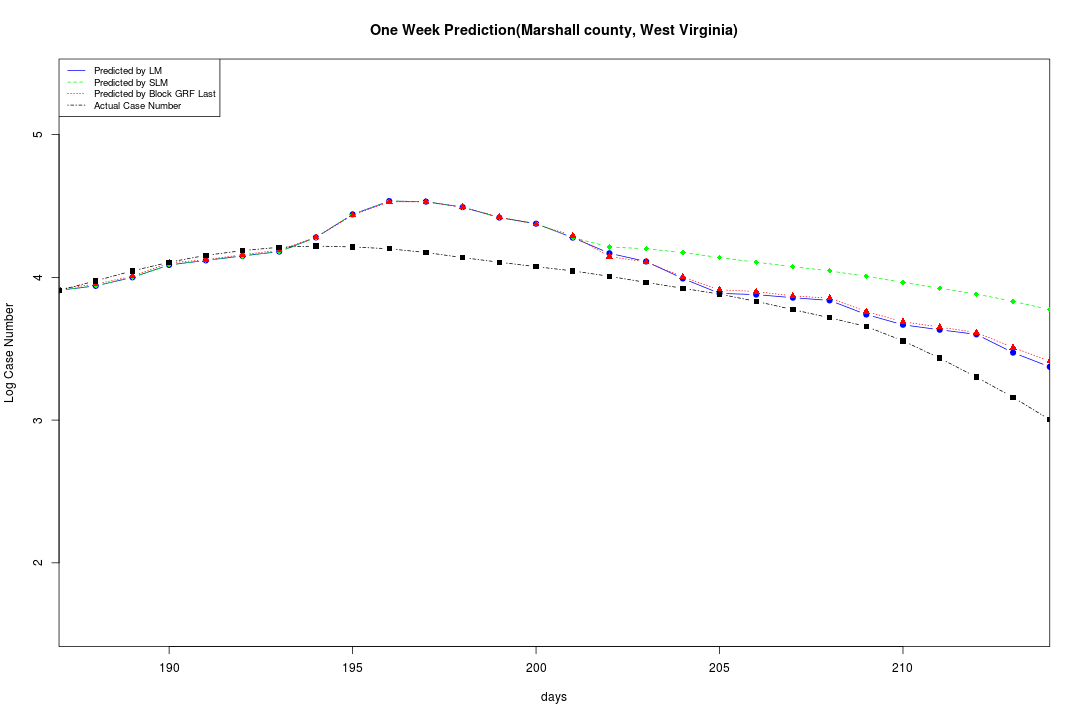 One Week Prediction(Marshall county, West Virginia)
Predicted by LM
Predicted by SLM
Predicted by Block GRF Last
Actual Case Number
5
4
3
2
Log Case Number
190 195 200 205 210
days